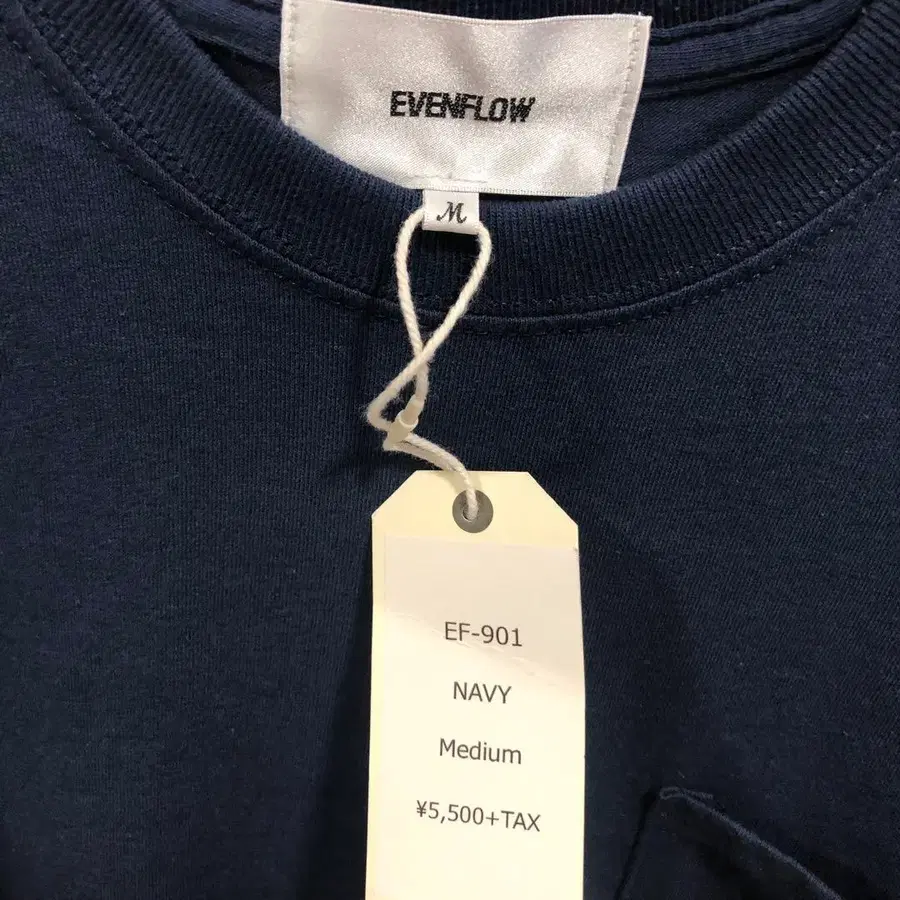 EVENFLOW
M
EF-901
NAVY
Medium
¥5,500+TAX